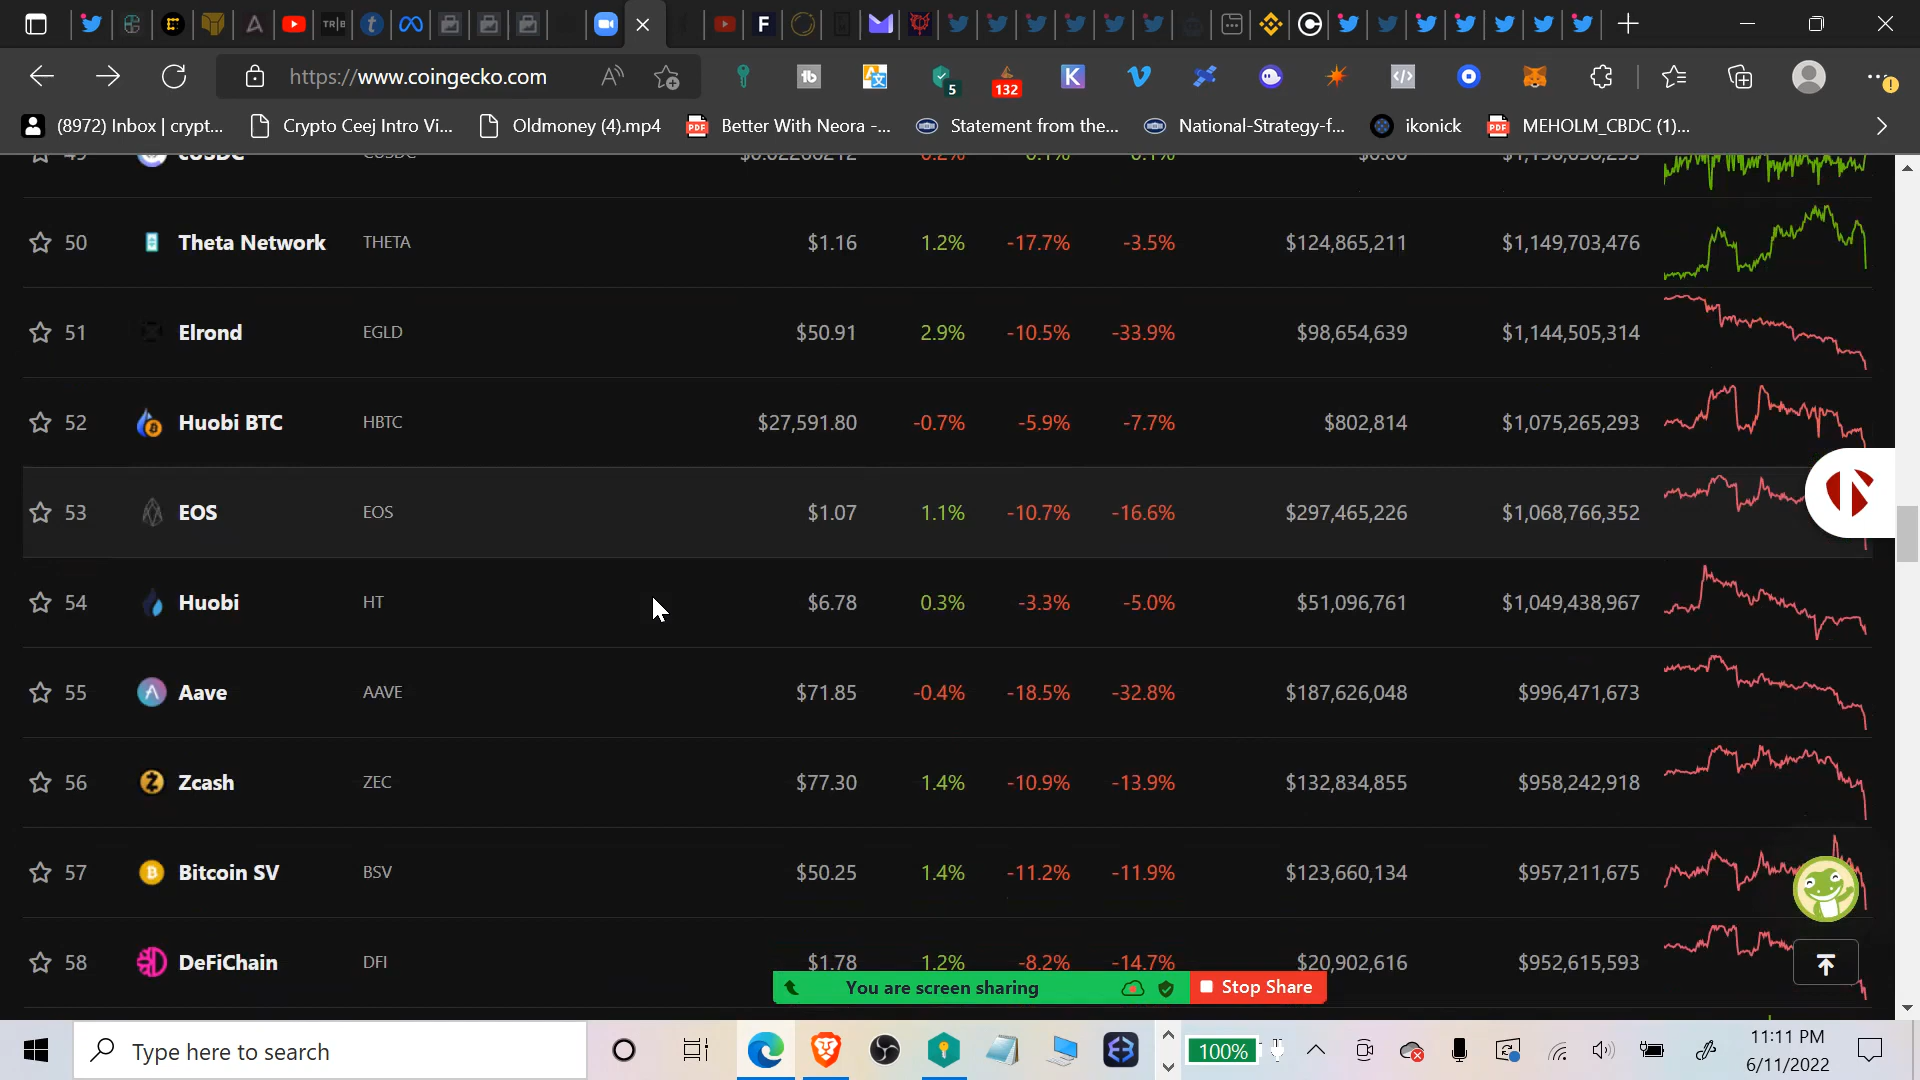 TR|B
F
https://www.coingecko.com
5
132
K
(8972) Inbox | crypt...
Crypto Ceej Intro Vi...
Oldmoney (4).mp4
Better With Neora -...
Statement from the...
National-Strategy-f...
ikonick
MEHOLM_CBDC (1)...
50 Theta Network THETA $1.16 1.2% -17.7% -3.5% $124,865,211 $1,149,703,476
51 Elrond EGLD $50.91 2.9% -10.5% -33.9% $98,654,639 $1,144,505,314
52 Huobi BTC HBTC $27,591.80 -0.7% -5.9% -7.7% $802,814 $1,075,265,293
53 EOS EOS $1.07 1.1% -10.7% -16.6% $297,465,226 $1,068,766,352
54 Huobi HT $6.78 0.3% -3.3% -5.0% $51,096,761 $1,049,438,967
55 Aave AAVE $71.85 -0.4% -18.5% -32.8% $187,626,048 $996,471,673
56 Zcash ZEC $77.30 1.4% -10.9% -13.9% $132,834,855 $958,242,918
57 Bitcoin SV BSV $50.25 1.4% -11.2% -11.9% $123,660,134 $957,211,675
58 DeFiChain DFI $1.78 1.2% -8.2% -14.7% $20,902,616 $952,615,593
You are screen sharing
Stop Share
Type here to search
100%
11:11 PM
6/11/2022